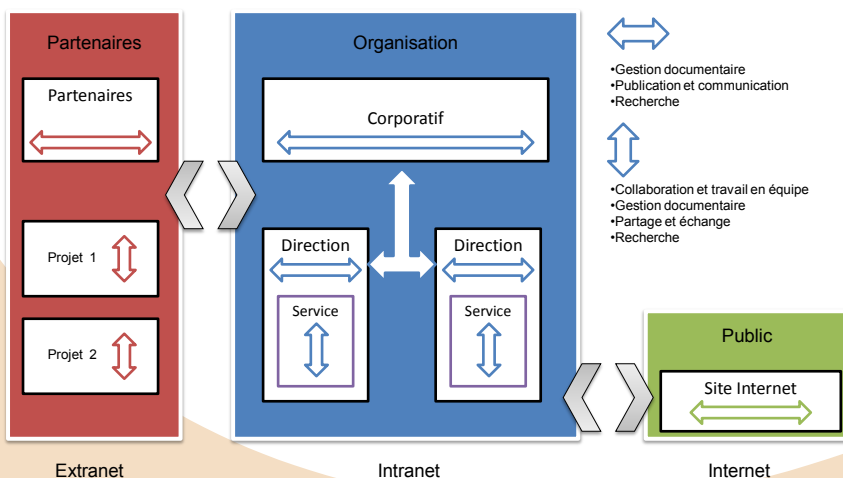 Partenaires
Partenaires
Projet 1
Projet 2
Extranet
Organisation
Corporatif
Direction
Service
Direction
Service
Intranet
•Gestion documentaire
•Publication et communication
•Recherche
•Collaboration et travail en équipe
•Gestion documentaire
•Partage et échange
•Recherche
Public
Site Internet
Internet